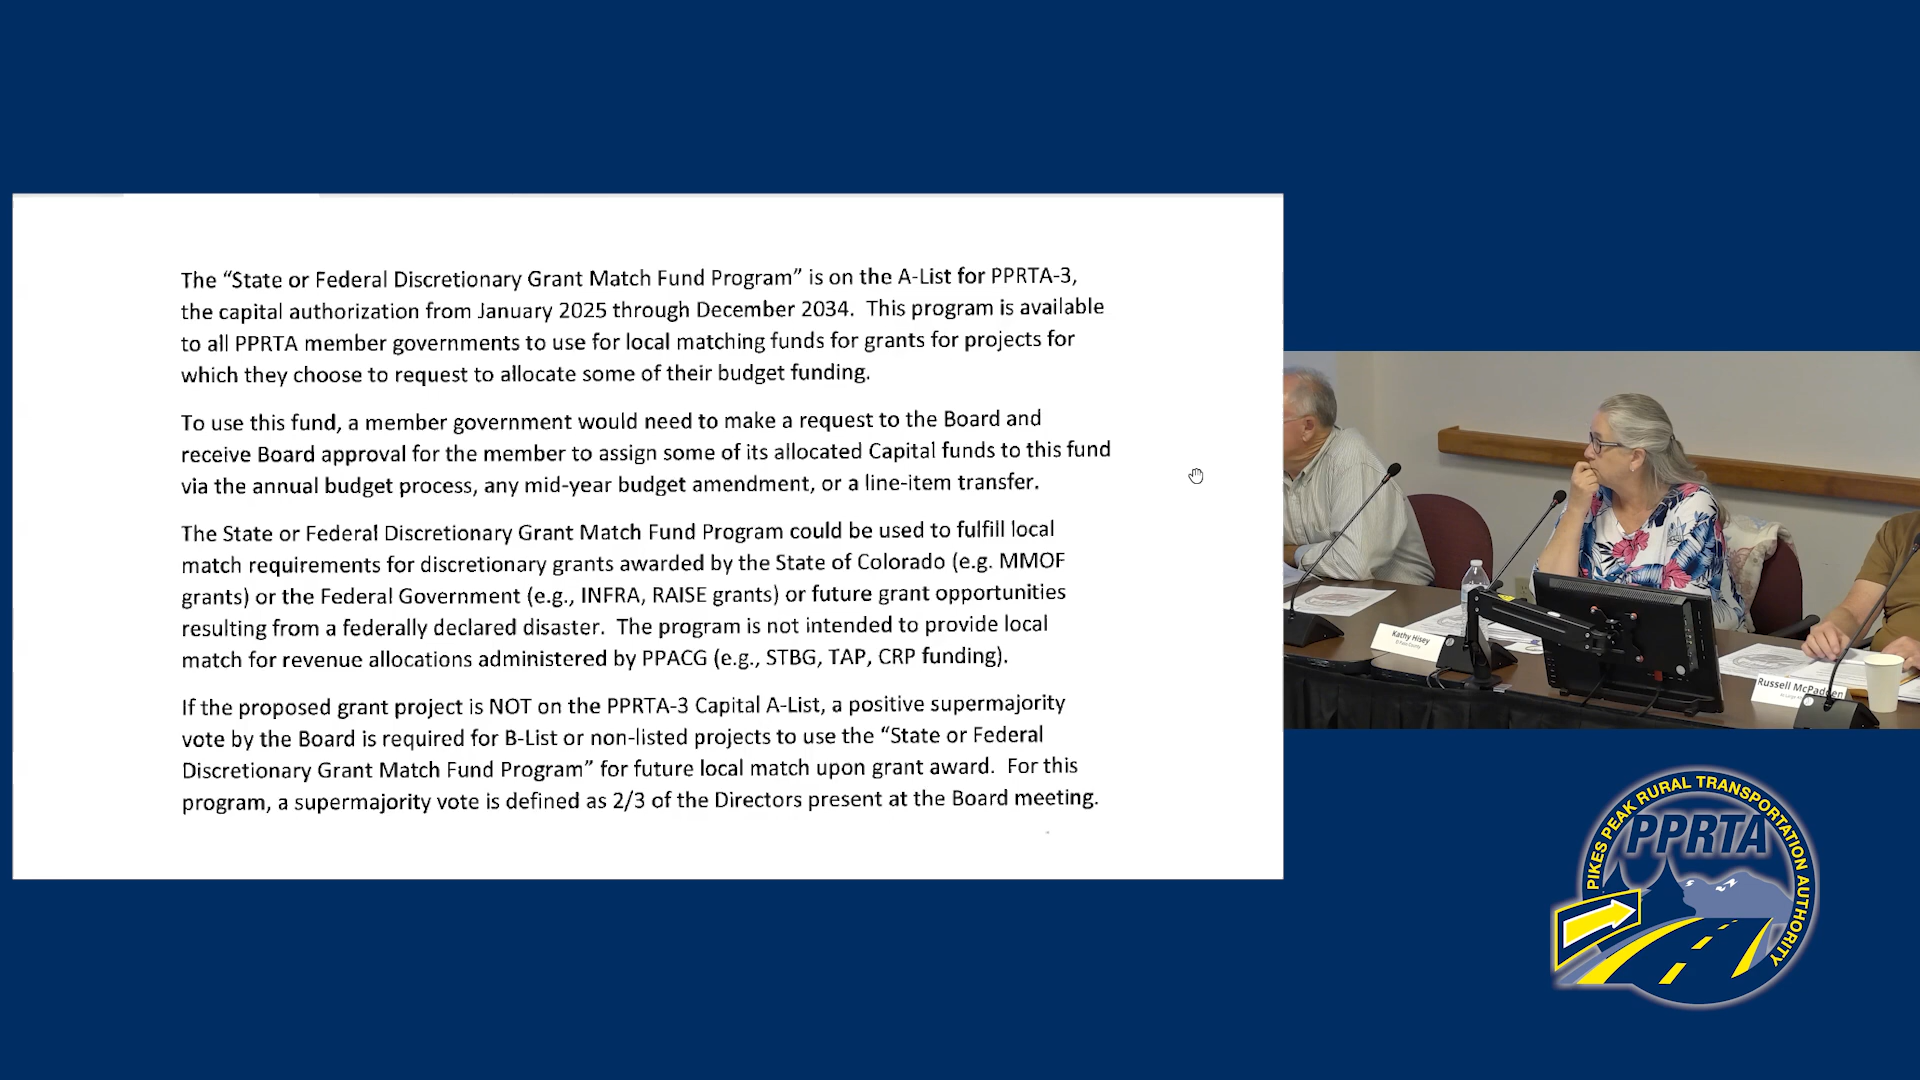 The “State or Federal Discretionary Grant Match Fund Program” is on the A-List for PPRTA-3,
the capital authorization from January 2025 through December 2034.  This program is available
to all PPRTA member governments to use for local matching funds for grants for projects for
which they choose to request to allocate some of their budget funding.
To use this fund, a member government would need to make a request to the Board and
receive Board approval for the member to assign some of its allocated Capital funds to this fund
via the annual budget process, any mid-year budget amendment, or a line-item transfer.
The State or Federal Discretionary Grant Match Fund Program could be used to fulfill local
match requirements for discretionary grants awarded by the State of Colorado (e.g. MMOF
grants) or the Federal Government (e.g., INFRA, RAISE grants) or future grant opportunities
resulting from a federally declared disaster.  The program is not intended to provide local
match for revenue allocations administered by PPACG (e.g., STBG, TAP, CRP funding).
If the proposed grant project is NOT on the PPRTA-3 Capital A-List, a positive supermajority
vote by the Board is required for B-List or non-listed projects to use the “State or Federal
Discretionary Grant Match Fund Program” for future local match upon grant award.  For this
program, a supermajority vote is defined as 2/3 of the Directors present at the Board meeting.
Kathy Hisey
El Paso County
Russell McPadden
PIKES PEAK RURAL TRANSPORTATION AUTHORITY
PPRTA